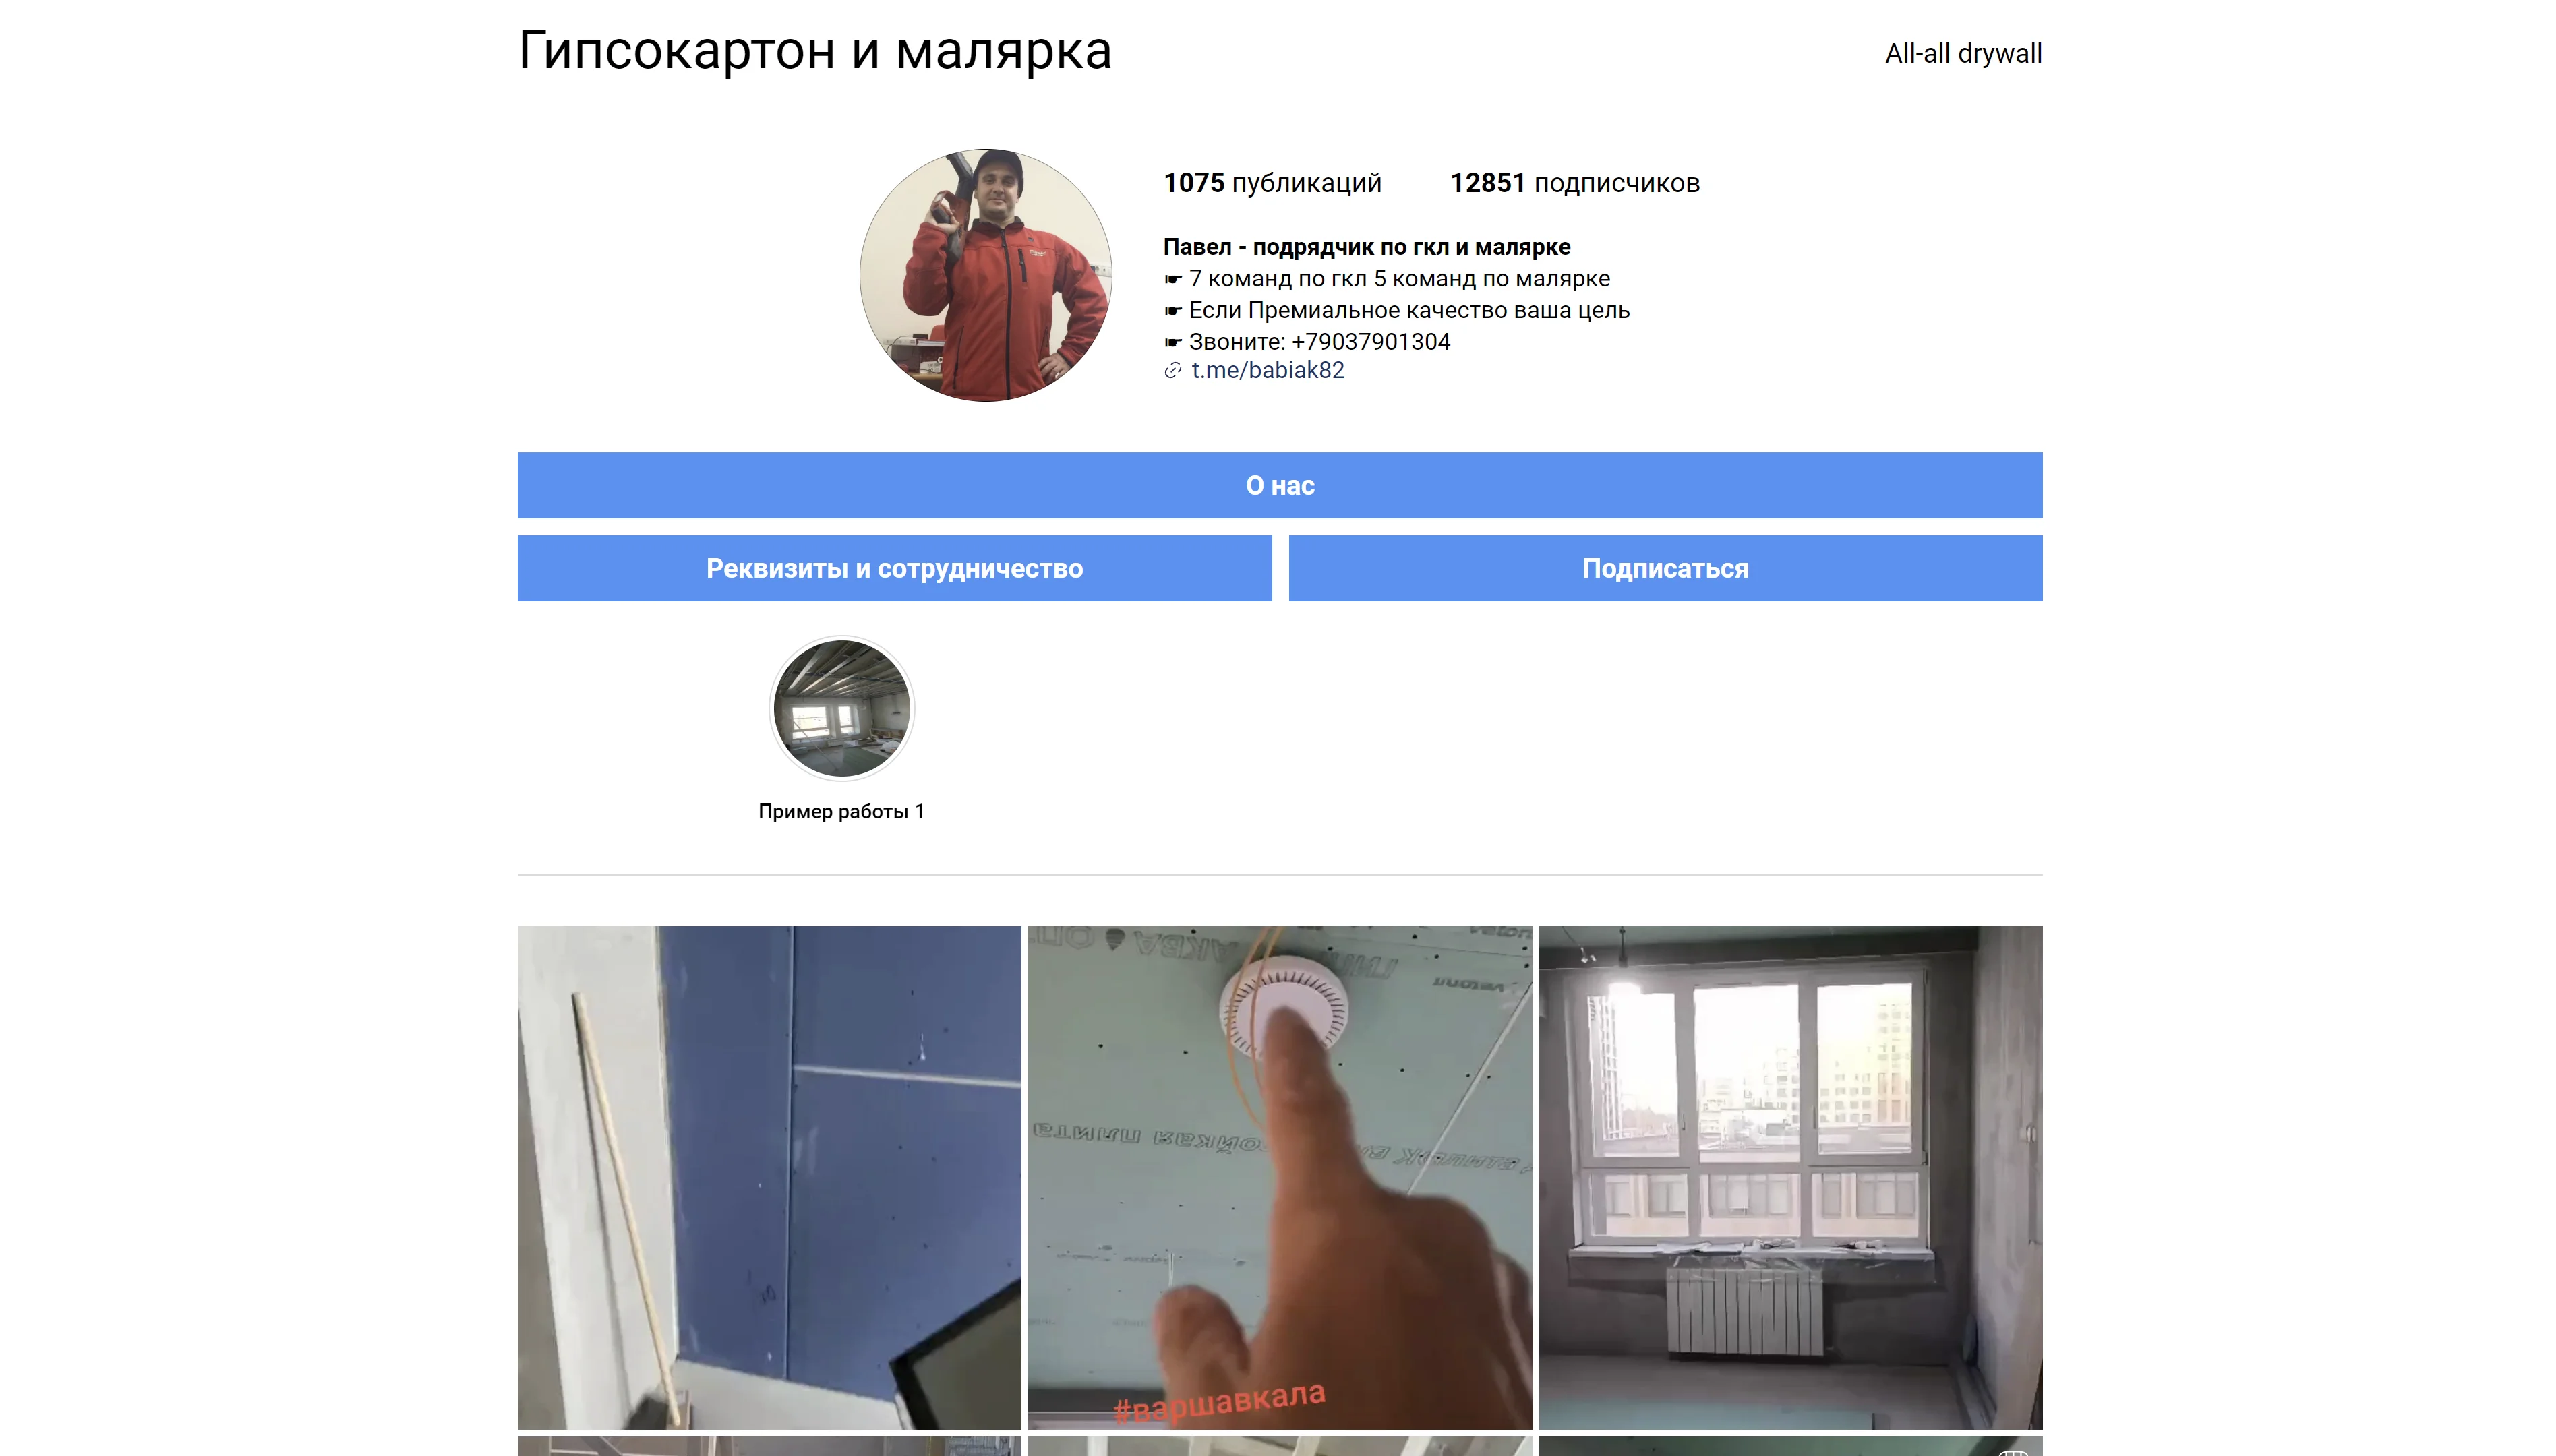 Гипсокартон и малярка
All-all drywall
1075 публикаций 12851 подписчиков
Павел - подрядчик по гкл и малярке
☛ 7 команд по гкл 5 команд по малярке
☛ Если Премиальное качество ваша цель
☛ Звоните: +79037901304
t.me/babiak82
О нас
Реквизиты и сотрудничество
Подписаться
Пример работы 1
АКВА
плита
#варшавкала